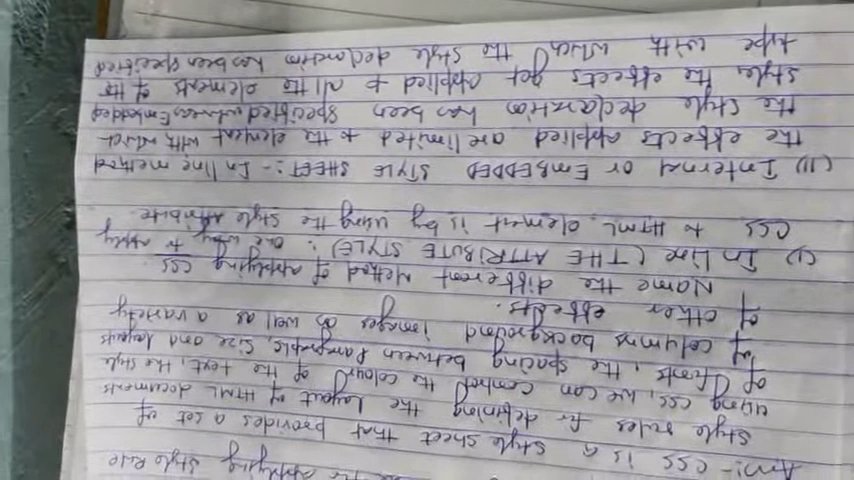 the applying style Rule
Ans:- CSS is a style sheet that provides a set of
style rules for defining the layout of HTML documents
using CSS, we can control the colour of the text, the style
of fonts, the spacing between Paragraphs, Size and layouts
of columns background images as well as a variety
of other effects.
Name the different Method of applying CSS
(i) In Line (THE ATTRIBUTE STYLE) : one way to apply
CSS to HTML element is by using the Style Attribute
(ii) Internal or EMBEDDED STYLE SHEET:- In line method
the effects applied are limited to the element with which
the style declaration has been specified, whereas Embedded
style, the effects get applied to all the elements of the
type with which the style declaration has been specified